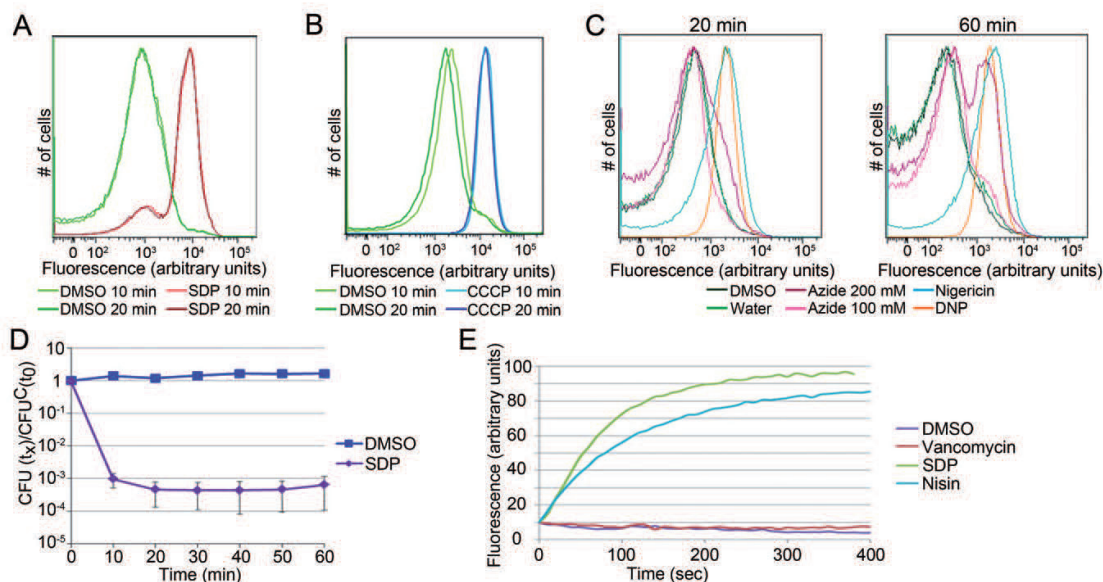 A
# of cells
0 10² 10³ 10⁴ 10⁵
Fluorescence (arbitrary units)
DMSO 10 min SDP 10 min
DMSO 20 min SDP 20 min
B
# of cells
0 10² 10³ 10⁴ 10⁵
Fluorescence (arbitrary units)
DMSO 10 min CCCP 10 min
DMSO 20 min CCCP 20 min
C
20 min 60 min
# of cells
0 10² 10³ 10⁴ 10⁵
Fluorescence (arbitrary units)
# of cells
0 10² 10³ 10⁴ 10⁵
Fluorescence (arbitrary units)
DMSO Azide 200 mM Nigericin
Water Azide 100 mM DNP
D
CFU (tx)/CFUC(t0)
10
1
10⁻¹
10⁻²
10⁻³
10⁻⁴
10⁻⁵
0 10 20 30 40 50 60
Time (min)
DMSO
SDP
E
Fluorescence (arbitrary units)
100
80
60
40
20
10
0
0 100 200 300 400
Time (sec)
DMSO
Vancomycin
SDP
Nisin